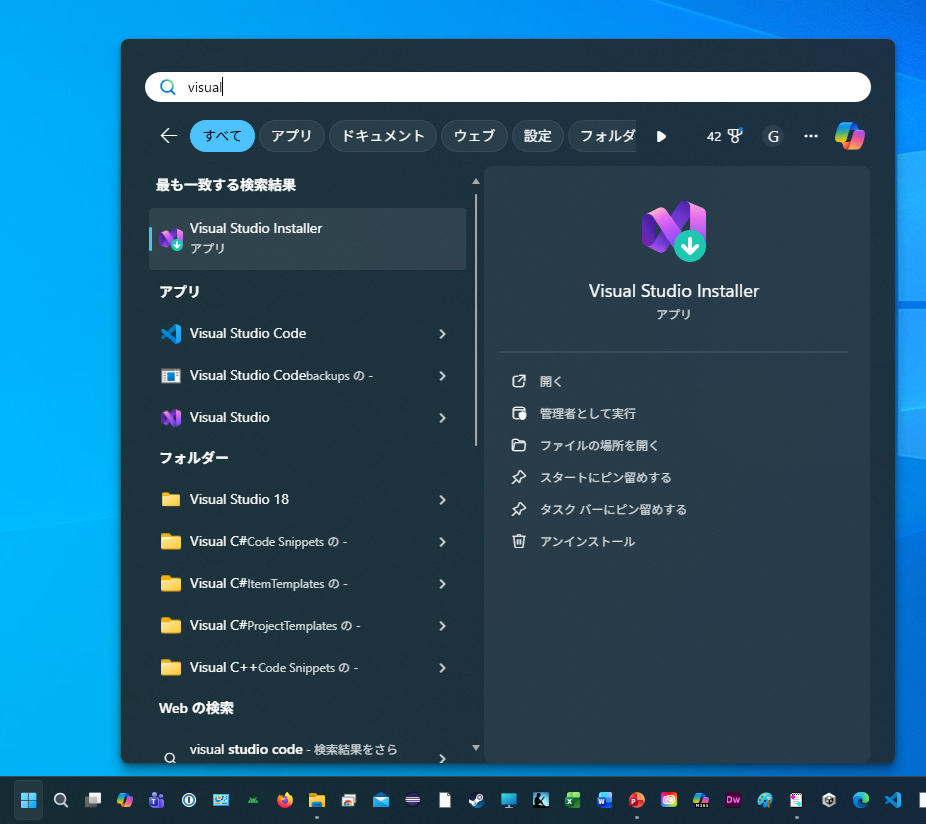 visual
すべて アプリ ドキュメント ウェブ 設定 フォルダ 42 G
最も一致する検索結果
Visual Studio Installer
アプリ
アプリ
Visual Studio Code
Visual Studio Codebackups の -
Visual Studio
フォルダー
Visual Studio 18
Visual C#Code Snippets の -
Visual C#ItemTemplates の -
Visual C#ProjectTemplates の -
Visual C++Code Snippets の -
Web の検索
visual studio code - 検索結果をさら
Visual Studio Installer
アプリ
開く
管理者として実行
ファイルの場所を開く
スタートにピン留めする
タスク バーにピン留めする
アンインストール
Dw